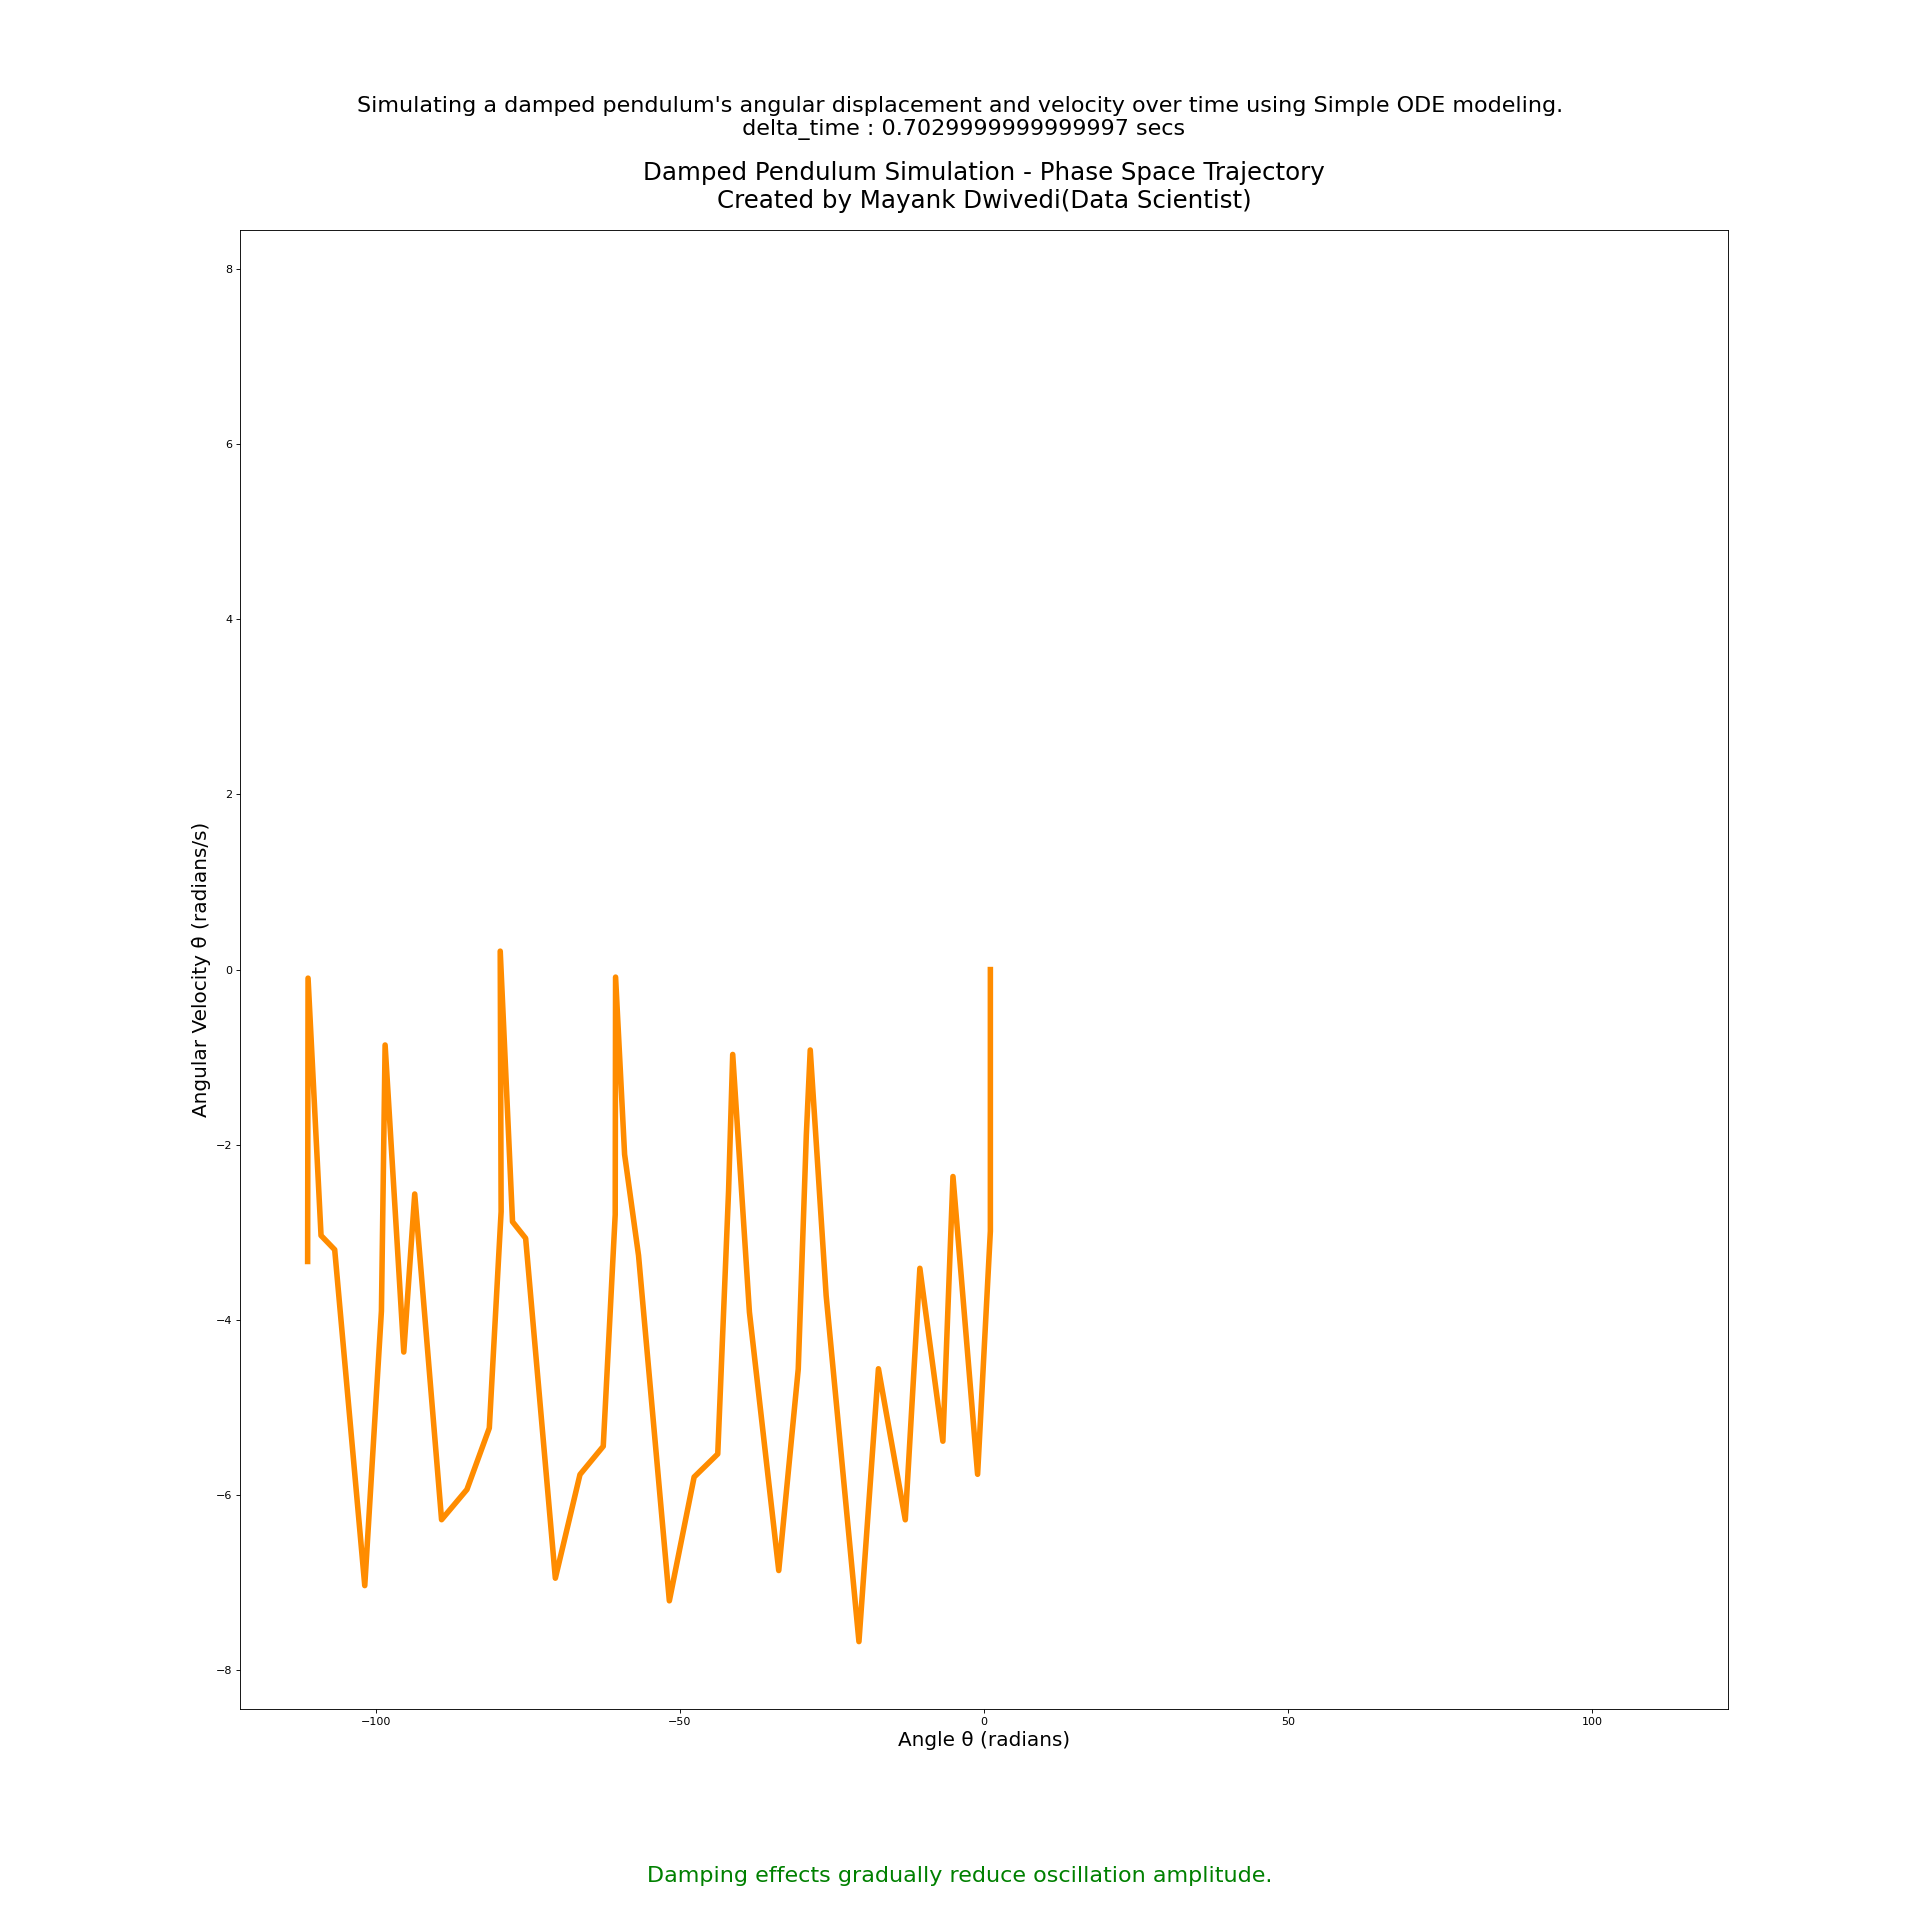 Simulating a damped pendulum's angular displacement and velocity over time using Simple ODE modeling.
delta_time : 0.7029999999999997 secs
Damped Pendulum Simulation - Phase Space Trajectory
Created by Mayank Dwivedi(Data Scientist)
8
6
4
2
0
−2
−4
−6
−8
Angular Velocity θ̇ (radians/s)
−100
−50
0
50
100
Angle θ (radians)
Damping effects gradually reduce oscillation amplitude.